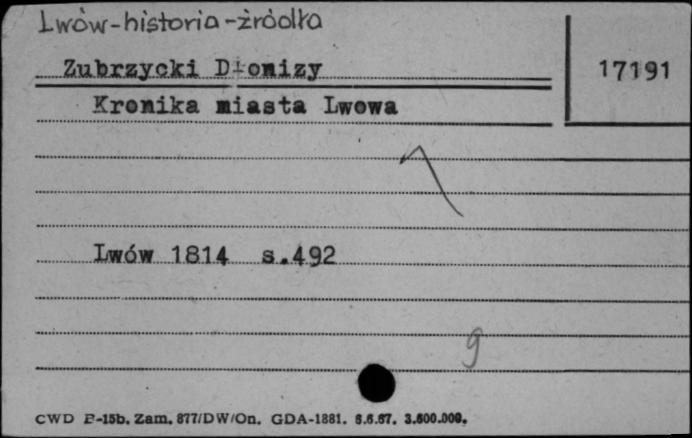 Lwów-historia-źródła
Zubrzycki Dionizy
17191
Kronika miasta Lwowa
Lwów 1814 s.492
g
CWD B-15b. Zam. 877/DW/On. GDA-1881. 8.6.67. 3.600.000.